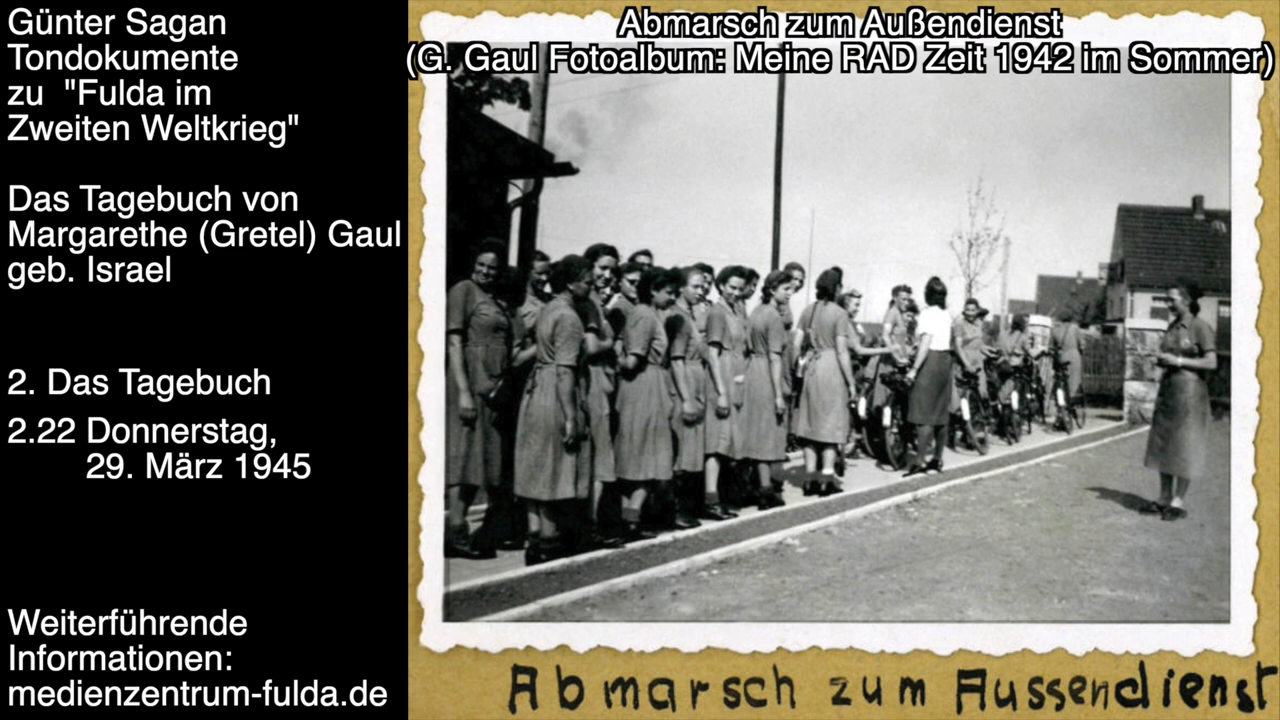 Günter Sagan
Tondokumente
zu "Fulda im
Zweiten Weltkrieg"
Das Tagebuch von
Margarethe (Gretel) Gaul
geb. Israel
2. Das Tagebuch
2.22 Donnerstag,
29. März 1945
Weiterführende
Informationen:
medienzentrum-fulda.de
Abmarsch zum Außendienst
(G. Gaul Fotoalbum: Meine RAD Zeit 1942 im Sommer)
Abmarsch zum Aussendienst